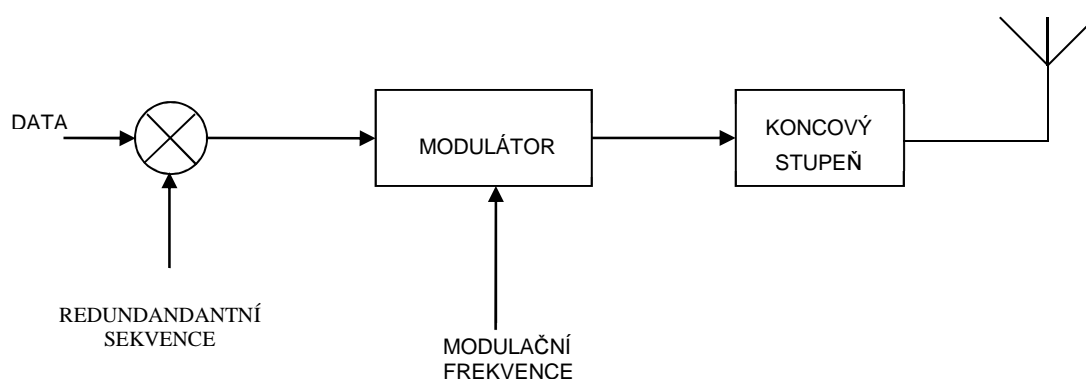 DATA
MODULÁTOR
KONCOVÝ
STUPEŇ
REDUNDANDANTNÍ
SEKVENCE
MODULAČNÍ
FREKVENCE